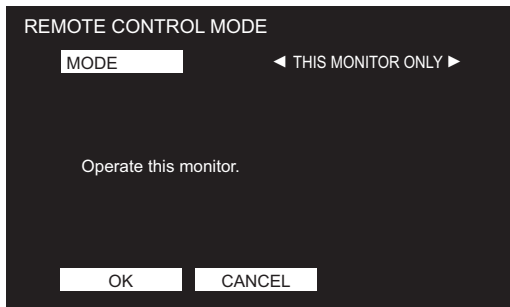 REMOTE CONTROL MODE
MODE ◄ THIS MONITOR ONLY ►
Operate this monitor.
OK CANCEL